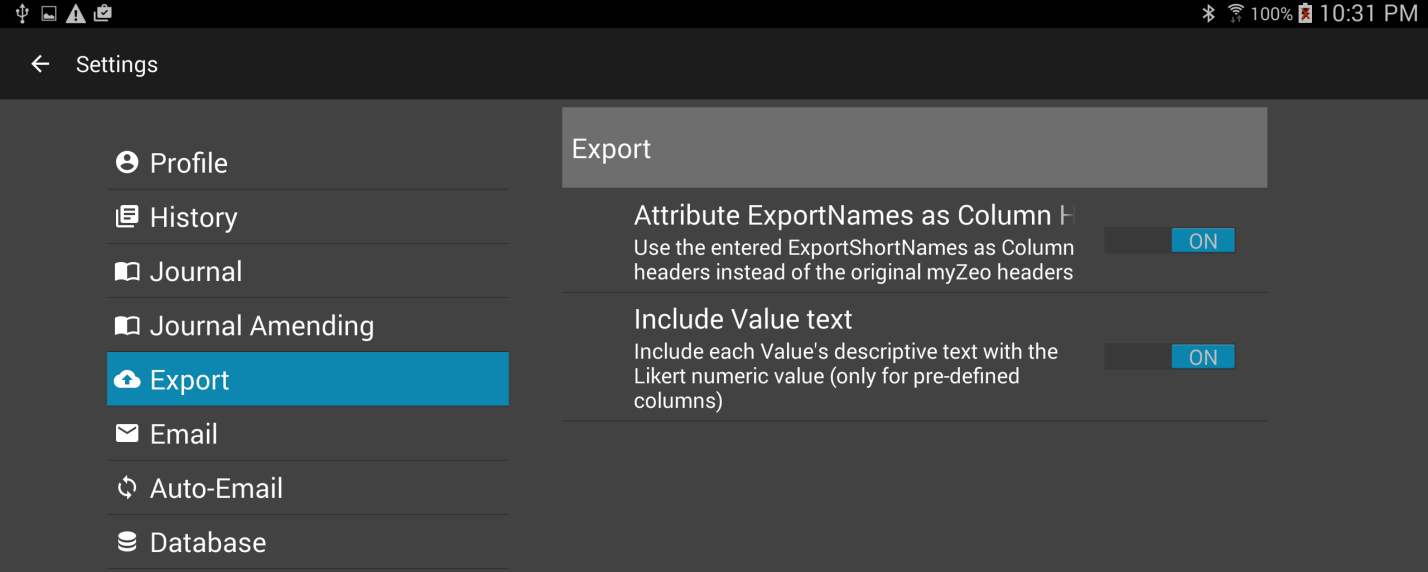 100% 10:31 PM
Settings
Profile
History
Journal
Journal Amending
Export
Email
Auto-Email
Database
Export
Attribute ExportNames as Column H
Use the entered ExportShortNames as Column
headers instead of the original myZeo headers
ON
Include Value text
Include each Value's descriptive text with the
Likert numeric value (only for pre-defined
columns)
ON